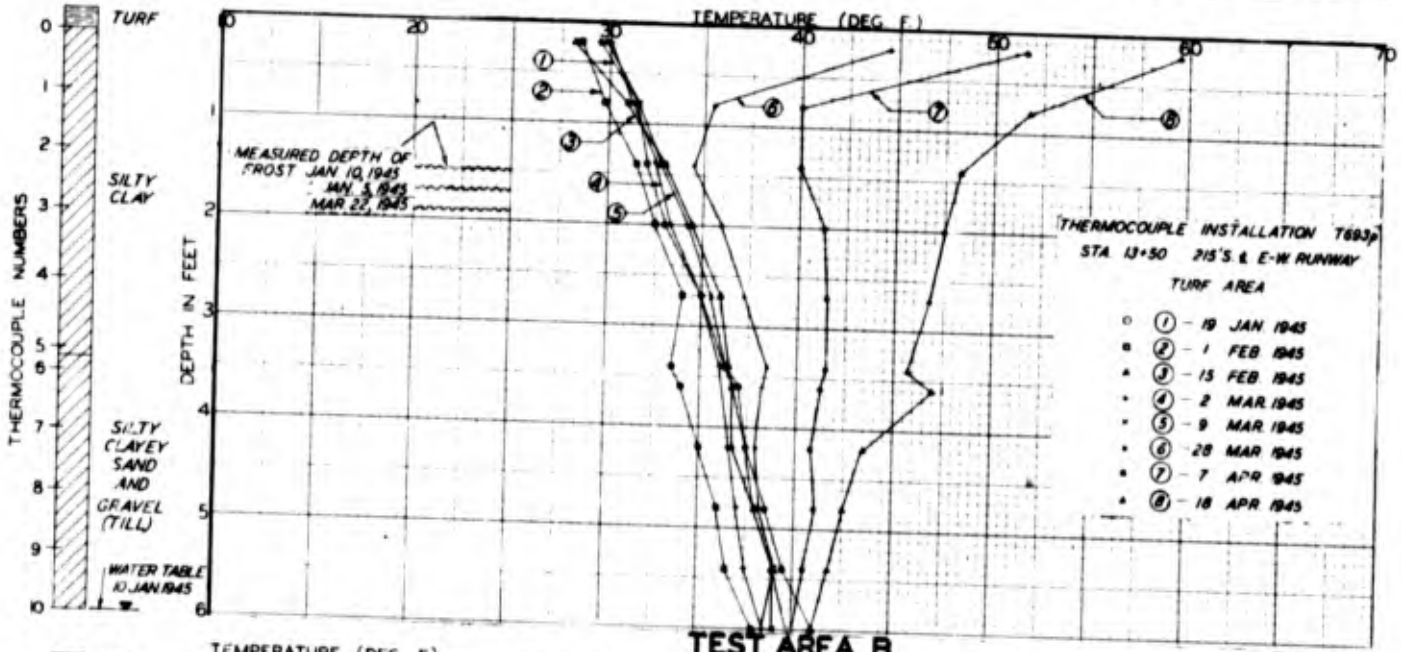 TURF
TEMPERATURE (DEG. F.)
10 20 30 40 50 60 70
THERMOCOUPLE NUMBERS
0
1
2
3
4
5
6
7
8
9
10
SILTY
CLAY
SILTY
CLAYEY
SAND
AND
GRAVEL
(TILL)
WATER TABLE
10 JAN 1945
DEPTH IN FEET
1
2
3
4
5
6
MEASURED DEPTH OF
FROST JAN 10, 1945
JAN. 5, 1945
MAR. 22, 1945
1
2
3
4
5
6
7
8
THERMOCOUPLE INSTALLATION
STA. 13+50 215'S. ℄ E-W RUNWAY
TURF AREA
1 - 19 JAN 1945
2 - 1 FEB 1945
3 - 15 FEB 1945
4 - 2 MAR 1945
5 - 9 MAR 1945
6 - 28 MAR 1945
7 - 7 APR 1945
8 - 18 APR 1945
TEMPERATURE (DEG. F.)
TEST AREA B